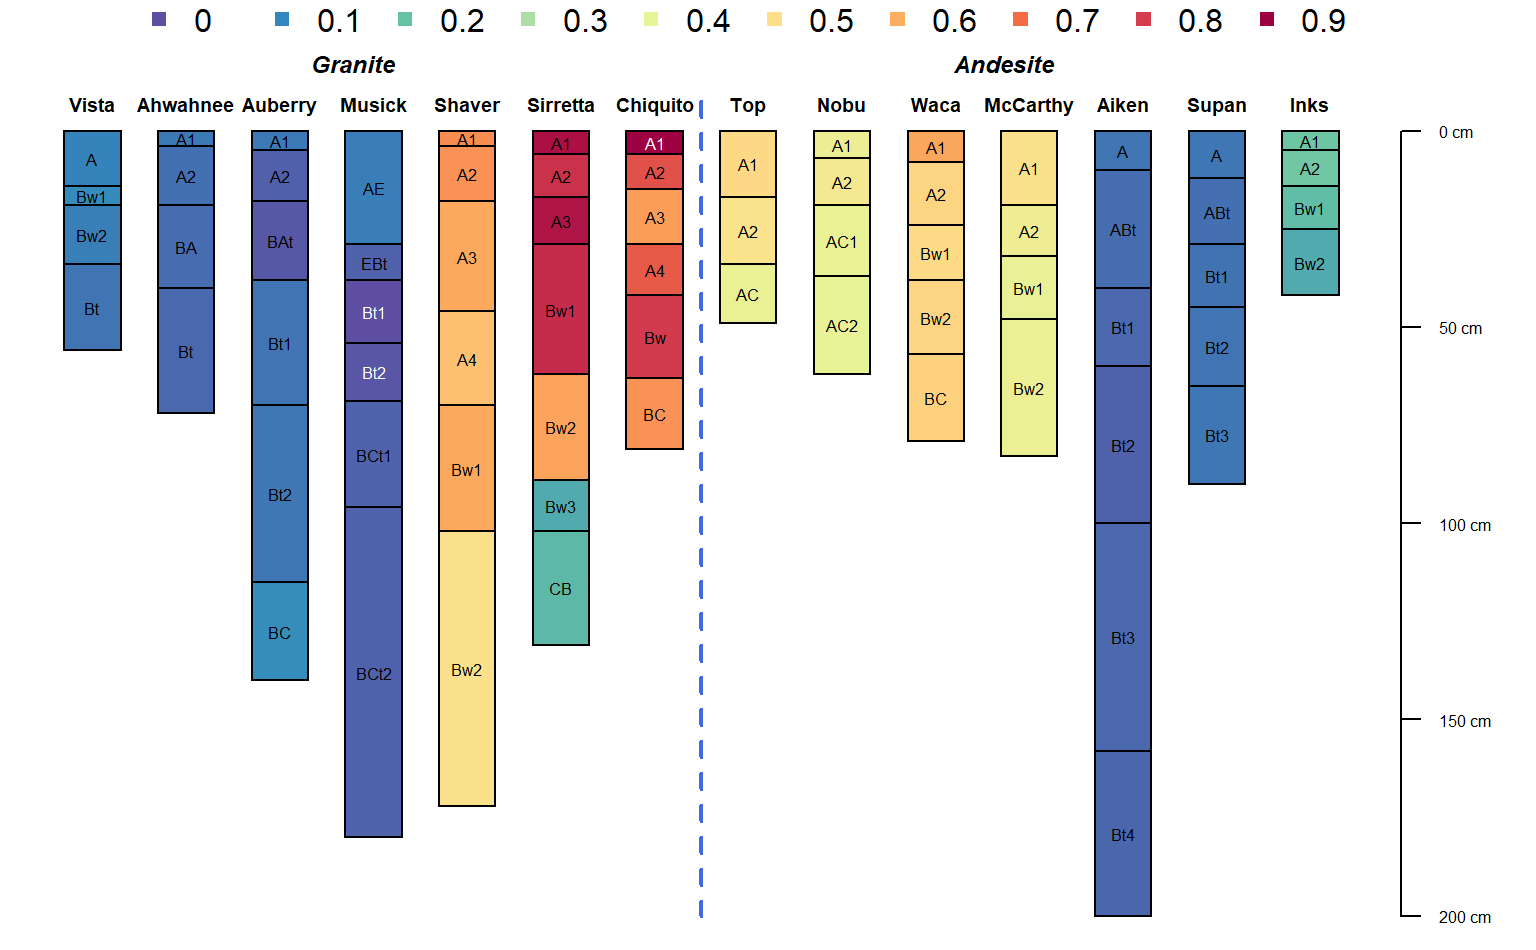 0 0.1 0.2 0.3 0.4 0.5 0.6 0.7 0.8 0.9
Granite Andesite
Vista Ahwahnee Auberry Musick Shaver Sirretta Chiquito Top Nobu Waca McCarthy Aiken Supan Inks
A
Bw1
Bw2
Bt
A1
A2
BA
Bt
A1
A2
BAt
Bt1
Bt2
BC
AE
EBt
Bt1
Bt2
BCt1
BCt2
A1
A2
A3
A4
Bw1
Bw2
A1
A2
A3
Bw1
Bw2
Bw3
CB
A1
A2
A3
A4
Bw
BC
A1
A2
AC
A1
A2
AC1
AC2
A1
A2
Bw1
Bw2
BC
A1
A2
Bw1
Bw2
A
ABt
Bt1
Bt2
Bt3
Bt4
A
ABt
Bt1
Bt2
Bt3
A1
A2
Bw1
Bw2
0 cm
50 cm
100 cm
150 cm
200 cm